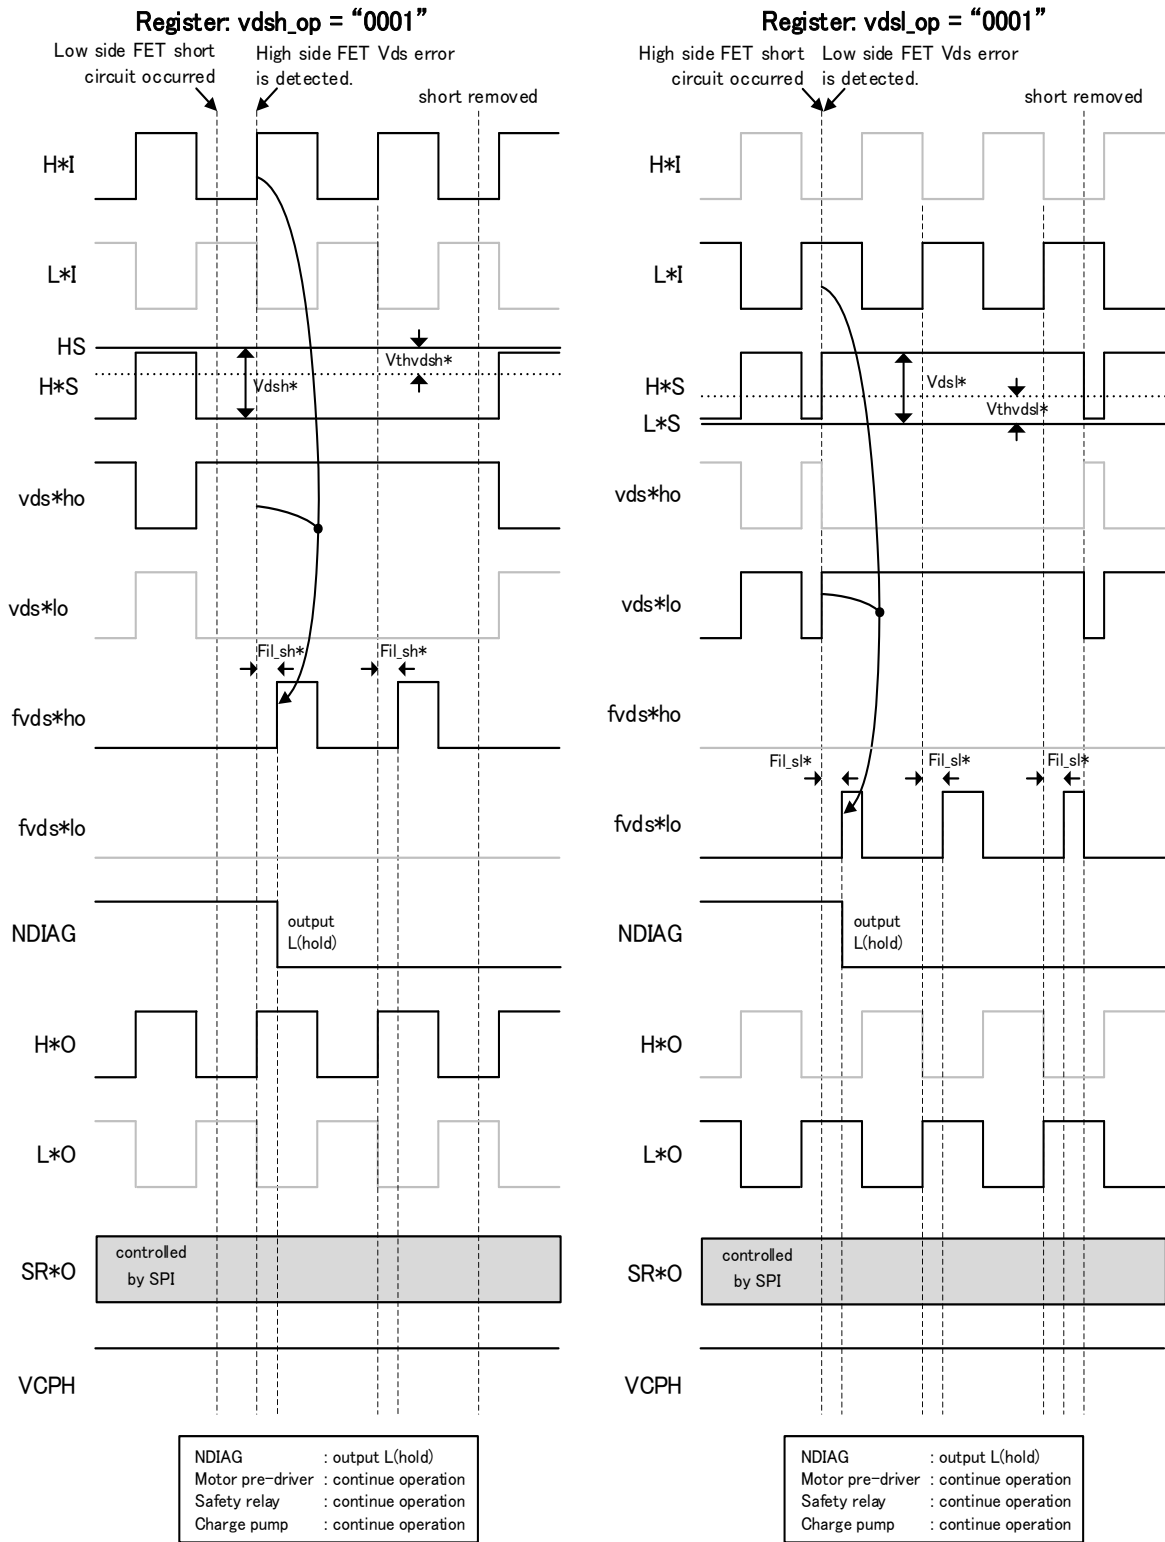 Register: vdsh_op = “0001”
Low side FET short
circuit occurred
High side FET Vds error
is detected.
short removed
H*I
L*I
HS
Vthvdsh*
H*S
Vdsh*
vds*ho
vds*lo
Fil_sh*
Fil_sh*
fvds*ho
fvds*lo
NDIAG
output
L(hold)
H*O
L*O
SR*O
controlled
by SPI
VCPH
NDIAG : output L(hold)
Motor pre-driver : continue operation
Safety relay : continue operation
Charge pump : continue operation
Register: vdsl_op = “0001”
High side FET short
circuit occurred
Low side FET Vds error
is detected.
short removed
H*I
L*I
H*S
Vdsl*
Vthvdsl*
L*S
vds*ho
vds*lo
fvds*ho
Fil_sl*
Fil_sl*
Fil_sl*
fvds*lo
NDIAG
output
L(hold)
H*O
L*O
SR*O
controlled
by SPI
VCPH
NDIAG : output L(hold)
Motor pre-driver : continue operation
Safety relay : continue operation
Charge pump : continue operation